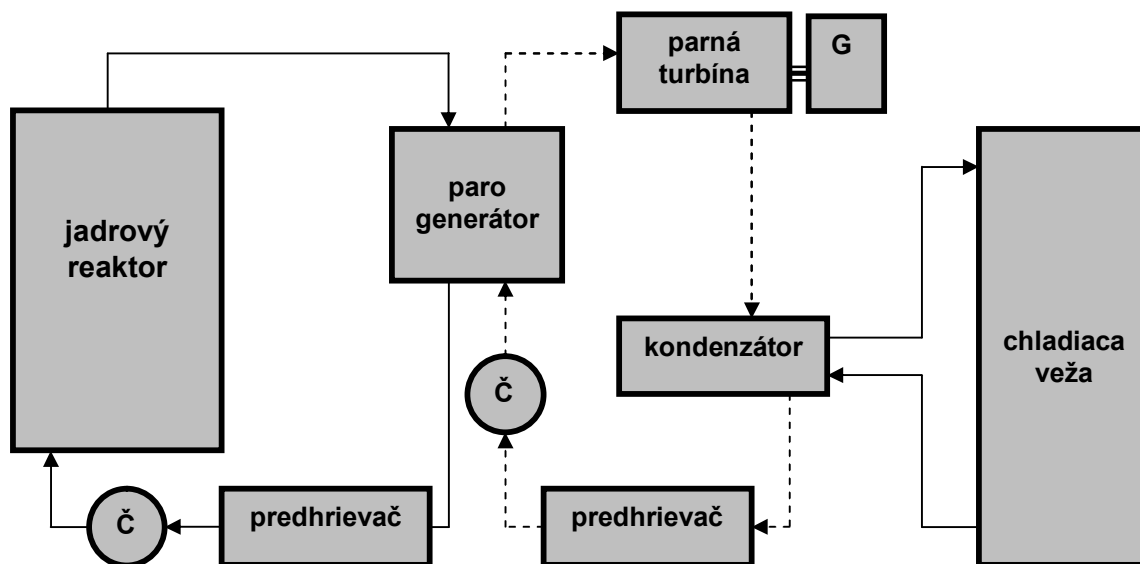 parná
turbína
G
paro
generátor
jadrový
reaktor
kondenzátor
chladiaca
veža
Č
Č
predhrievač
predhrievač